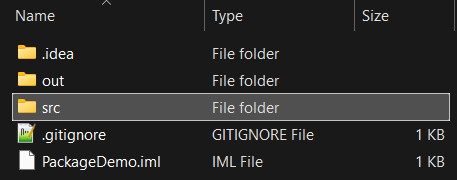 Name Type Size
.idea File folder
out File folder
src File folder
.gitignore GITIGNORE File 1 KB
PackageDemo.iml IML File 1 KB